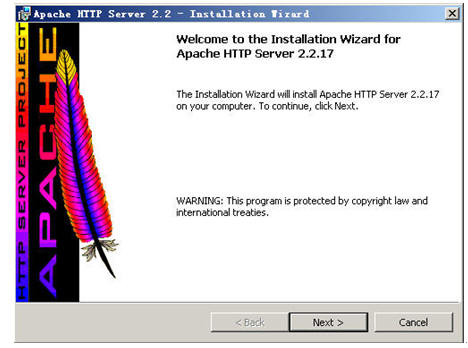 Apache HTTP Server 2.2 - Installation Wizard
HTTP SERVER PROJECT
APACHE
Welcome to the Installation Wizard for
Apache HTTP Server 2.2.17
The Installation Wizard will install Apache HTTP Server 2.2.17
on your computer. To continue, click Next.
WARNING: This program is protected by copyright law and
international treaties.
< Back
Next >
Cancel